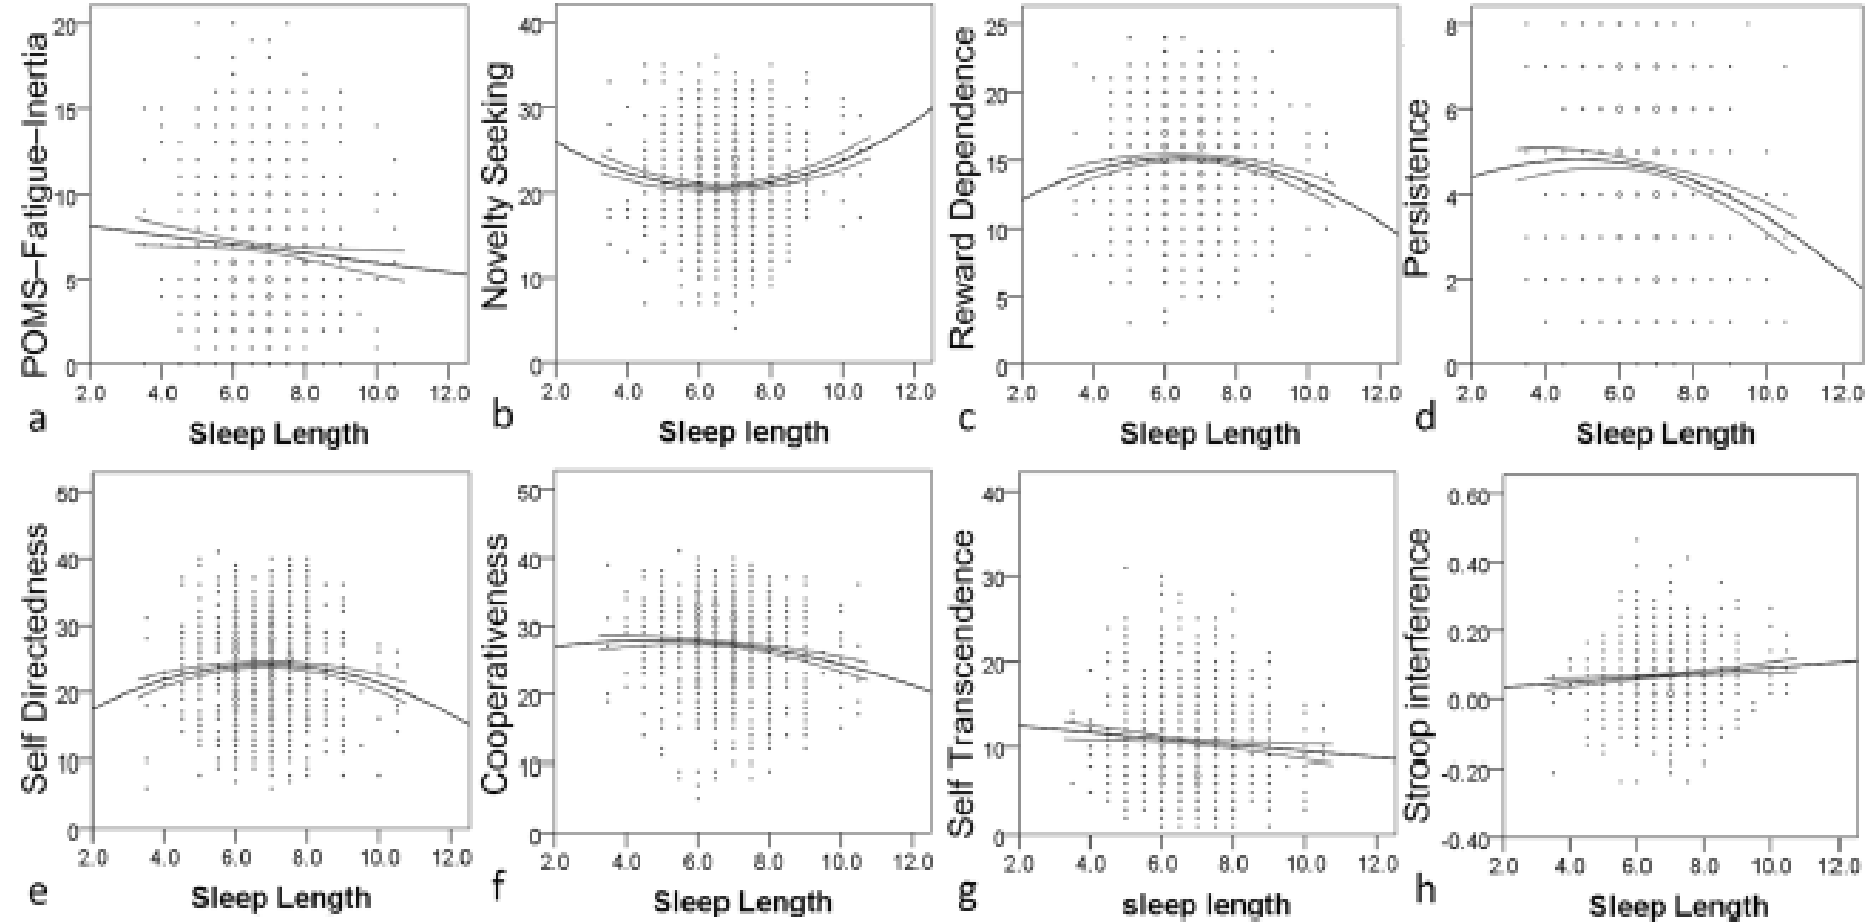 POMS–Fatigue–Inertia
20
15
10
5
0
2.0 4.0 6.0 8.0 10.0 12.0
Sleep Length
a
Novelty Seeking
40
30
20
10
0
2.0 4.0 6.0 8.0 10.0 12.0
Sleep length
b
Reward Dependence
25
20
15
10
5
0
2.0 4.0 6.0 8.0 10.0 12.0
Sleep Length
c
Persistence
8
6
4
2
0
2.0 4.0 6.0 8.0 10.0 12.0
Sleep Length
d
Self Directedness
50
40
30
20
10
0
2.0 4.0 6.0 8.0 10.0 12.0
Sleep Length
e
Cooperativeness
50
40
30
20
10
0
2.0 4.0 6.0 8.0 10.0 12.0
Sleep Length
f
Self Transcendence
40
30
20
10
0
2.0 4.0 6.0 8.0 10.0 12.0
sleep length
g
Stroop interference
0.60
0.40
0.20
0.00
-0.20
-0.40
2.0 4.0 6.0 8.0 10.0 12.0
Sleep Length
h